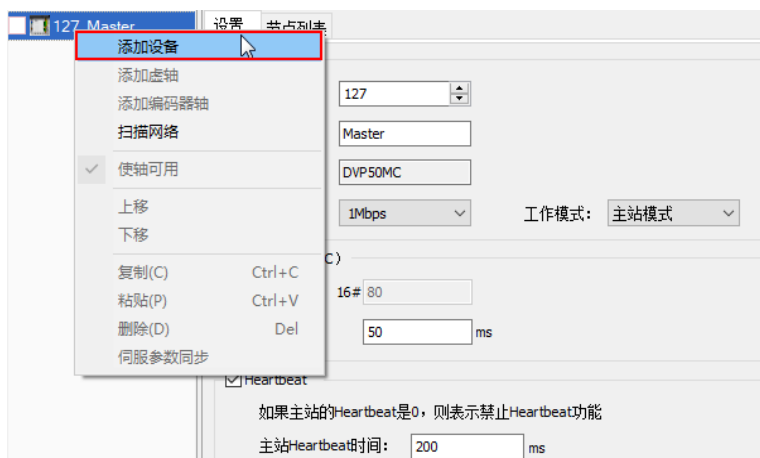 127 Master
设置
节点列表
添加设备
添加虚轴
添加编码器轴
扫描网络
使轴可用
上移
下移
复制(C) Ctrl+C
粘贴(P) Ctrl+V
删除(D) Del
伺服参数同步
127
Master
DVP50MC
1Mbps 工作模式： 主站模式
C)
16# 80
50 ms
Heartbeat
如果主站的Heartbeat是0，则表示禁止Heartbeat功能
主站Heartbeat时间： 200 ms